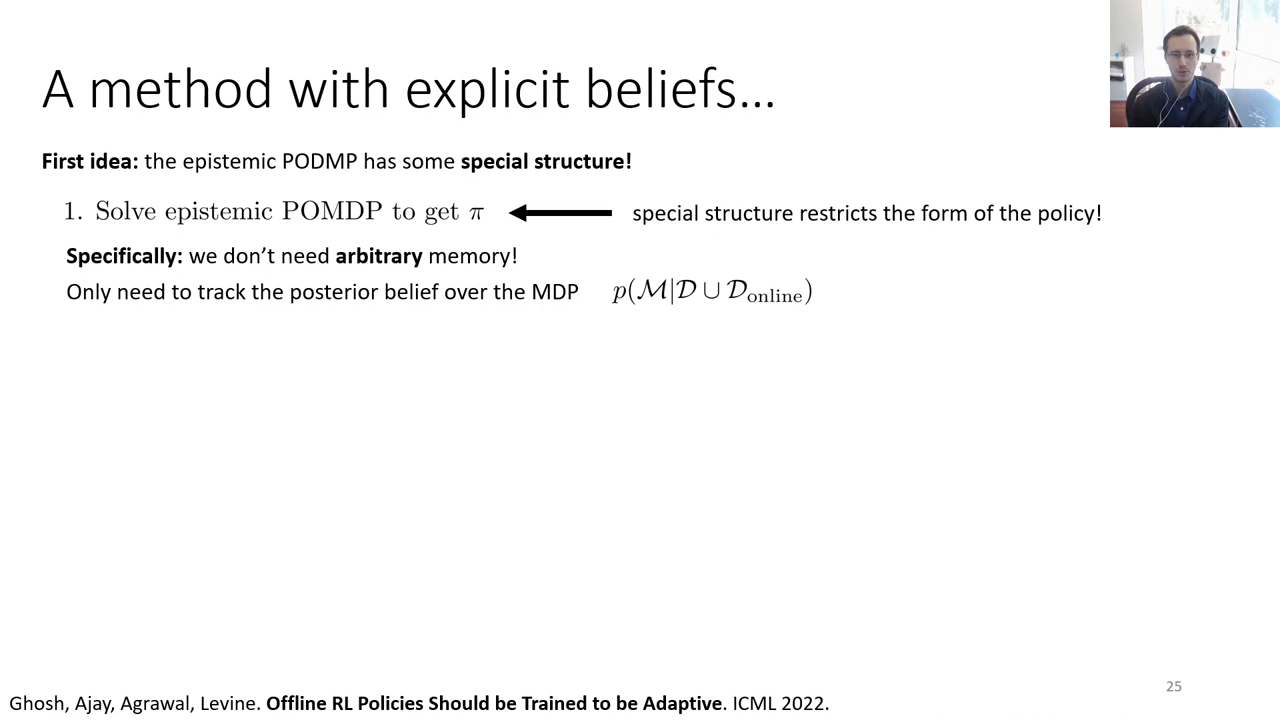 A method with explicit beliefs…
First idea: the epistemic PODMP has some special structure!
1. Solve epistemic POMDP to get π
special structure restricts the form of the policy!
Specifically: we don't need arbitrary memory!
Only need to track the posterior belief over the MDP p(ℳ|𝒟 ∪ 𝒟online)
25
Ghosh, Ajay, Agrawal, Levine. Offline RL Policies Should be Trained to be Adaptive. ICML 2022.